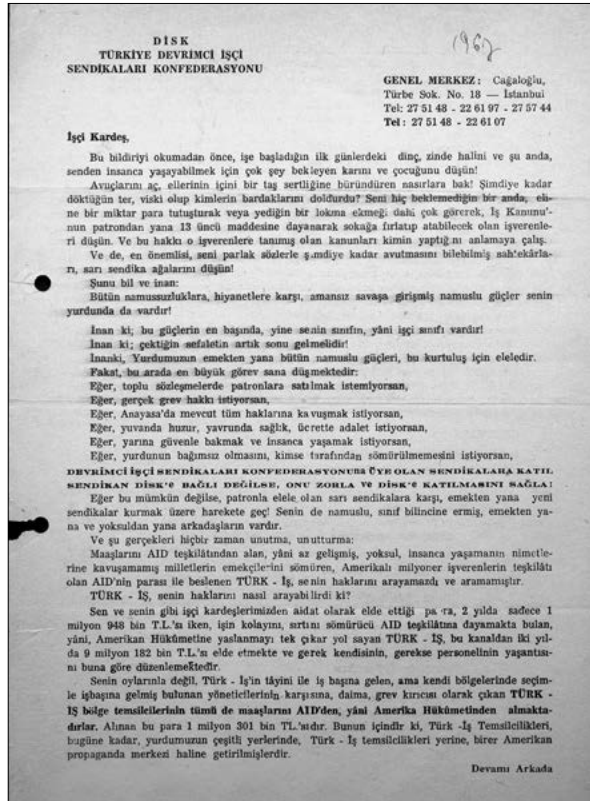 DİSK
TÜRKİYE DEVRİMCİ İŞÇİ
SENDİKALARI KONFEDERASYONU
1967
GENEL MERKEZ: Cağaloğlu,
Türbe Sok. No. 18 — İstanbul
Tel: 27 51 48 - 22 61 97 - 27 57 44
Tel: 27 51 48 - 22 61 07
İşçi Kardeş,
Bu bildiriyi okumadan önce, işe başladığın ilk günlerdeki dinç, zinde halini ve şu anda,
senden insanca yaşayabilmek için çok şey bekleyen karını ve çocuğunu düşün!
Avuçlarını aç, ellerinin içini bir taş sertliğine büründüren nasırlara bak! Şimdiye kadar
döktüğün ter, viski olup kimlerin bardaklarını doldurdu? Seni hiç beklemediğin bir anda, eli-
ne bir miktar para tutuşturak veya yediğin bir lokma ekmeği dahi çok görerek, İş Kanunu'-
nun patrondan yana 13 üncü maddesine dayanarak sokağa fırlatıp atabilecek olan işverenle-
ri düşün. Ve bu hakkı o işverenlere tanımış olan kanunları kimin yaptığını anlamaya çalış.
Ve de, en önemlisi, seni parlak sözlerle şimdiye kadar avutmasını bilebilmiş sahtekârla-
rı, sarı sendika ağalarını düşün!
Şunu bil ve inan:
Bütün namussuzluklara, hiyanetlere karşı, amansız savaşa girişmiş namuslu güçler senin
yurdunda da vardır!
İnan ki; bu güçlerin en başında, yine senin sınıfın, yâni işçi sınıfı vardır!
İnan ki; çektiğin sefaletin artık sonu gelmelidir!
İnanki, Yurdumuzun emekten yana bütün namuslu güçleri, bu kurtuluş için eleledir.
Fakat, bu arada en büyük görev sana düşmektedir:
Eğer, toplu sözleşmelerde patronlara satılmak istemiyorsan,
Eğer, gerçek grev hakkı istiyorsan,
Eğer, Anayasa'da mevcut tüm haklarına kavuşmak istiyorsan,
Eğer, yuvanda huzur, yavrunda sağlık, ücrette adalet istiyorsan,
Eğer, yarına güvenle bakmak ve insanca yaşamak istiyorsan,
Eğer, yurdunun bağımsız olmasını, kimse tarafından sömürülmemesini istiyorsan,
DEVRİMCİ İŞÇİ SENDİKALARI KONFEDERASYONUna ÜYE OLAN SENDİKALARA KATIL
SENDİKAN DİSK'e BAĞLI DEĞİLSE, ONU ZORLA ve DİSK'e KATILMASINI SAĞLA!
Eğer bu mümkün değilse, patronla elele olan sarı sendikalara karşı, emekten yana yeni
sendikalar kurmak üzere harekete geç! Senin de namuslu, sınıf bilincine ermiş, emekten ya-
na ve yoksuldan yana arkadaşların vardır.
Ve şu gerçekleri hiçbir zaman unutma, unutturma:
Maaşlarını AID teşkilâtından alan, yâni az gelişmiş, yoksul, insanca yaşamanın nimetle-
rine kavuşamamış milletlerin emekçilerini sömüren, Amerikalı milyoner işverenlerin teşkilâtı
olan AID'nin parası ile beslenen TÜRK - İŞ, senin haklarını arayamazdı ve aramamıştır.
TÜRK - İŞ, senin haklarını nasıl arayabilirdi ki?
Sen ve senin gibi işçi kardeşlerimizden aidat olarak elde ettiği para, 2 yılda sadece 1
milyon 948 bin T.L.'sı iken, işin kolayını, sırtını sömürücü AID teşkilâtına dayamakta bulan,
yâni, Amerikan Hükûmetine yaslanmayı tek çıkar yol sayan TÜRK - İŞ, bu kanaldan iki yıl-
da 9 milyon 182 bin T.L.'sı elde etmekte ve gerek kendisinin, gerekse personelinin yaşantısı-
nı buna göre düzenlemektedir.
Senin oylarınla değil, Türk - İş'in tâyini ile iş başına gelen, ama kendi bölgelerinde seçim-
le işbaşına gelmiş bulunan yöneticilerinin karşısına, daima, grev kırıcısı olarak çıkan TÜRK -
İŞ bölge temsilcilerinin tümü de maaşlarını AID'den, yâni Amerika Hükûmetinden almakta-
dırlar. Alınan bu para 1 milyon 301 bin TL.'sıdır. Bunun içindir ki, Türk -İş Temsilcilikleri,
bugüne kadar, yurdumuzun çeşitli yerlerinde, Türk - İş temsilcilikleri yerine, birer Amerikan
propaganda merkezi haline getirilmişlerdir.
Devamı Arkada